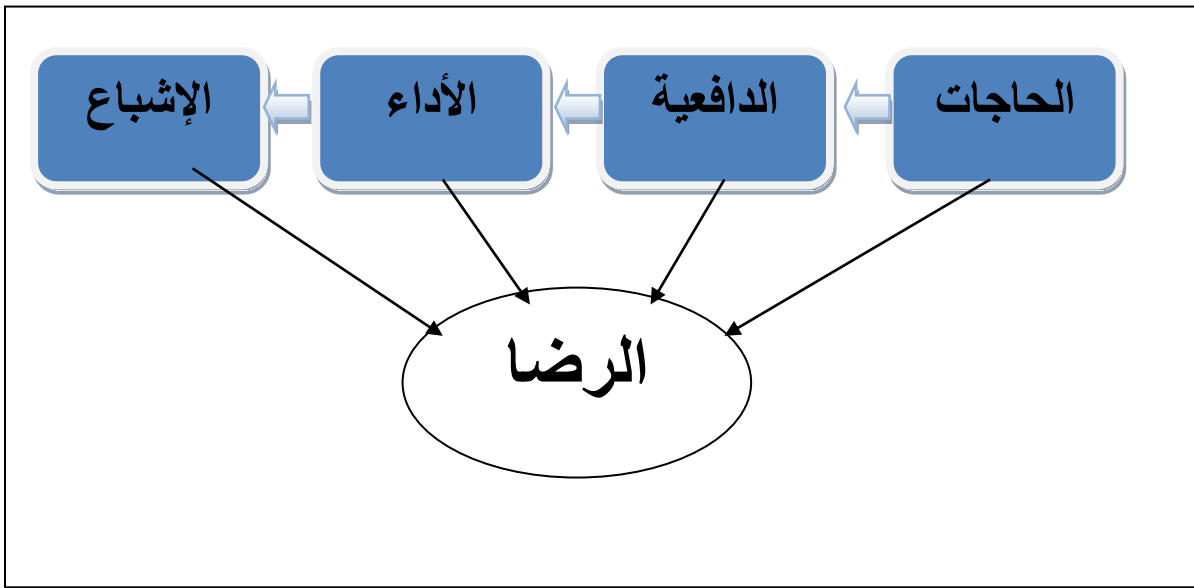 الحاجات
الدافعية
الأداء
الإشباع
الرضا